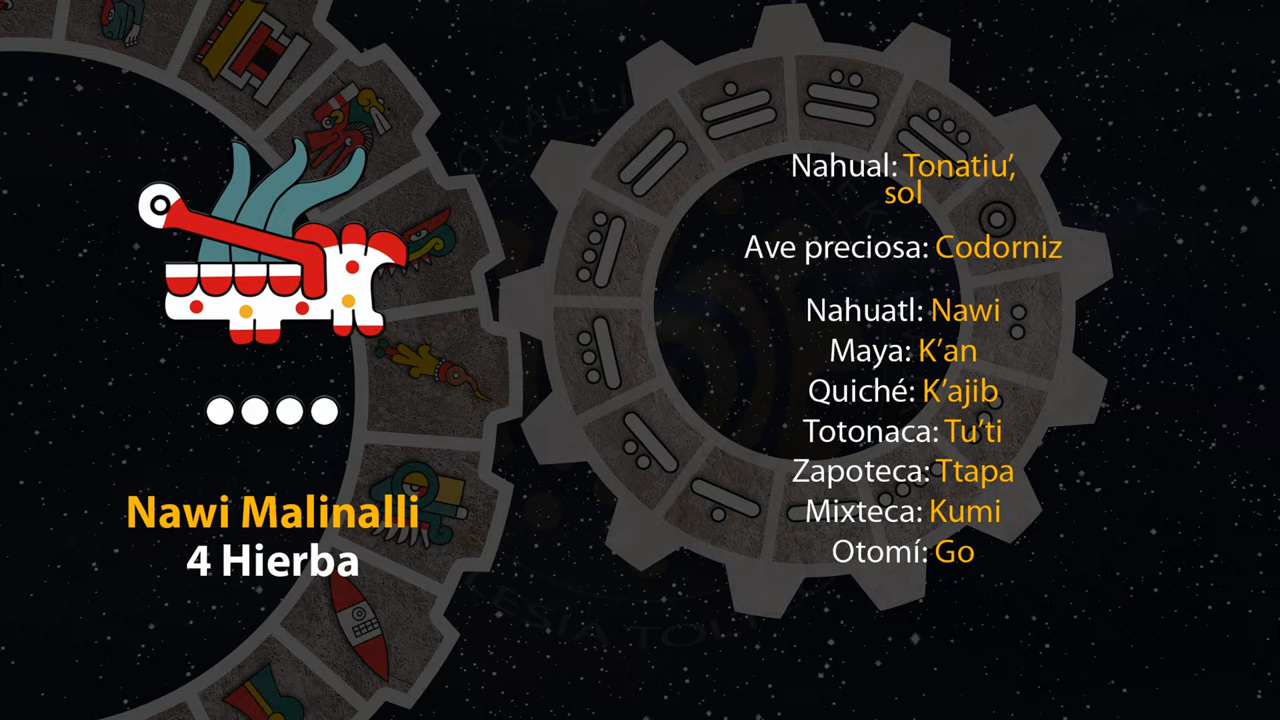 Nawi Malinalli
4 Hierba
Nahual: Tonatiu’,
sol
Ave preciosa: Codorniz
Nahuatl: Nawi
Maya: K’an
Quiché: K’ajib
Totonaca: Tu’ti
Zapoteca: Ttapa
Mixteca: Kumi
Otomí: Go